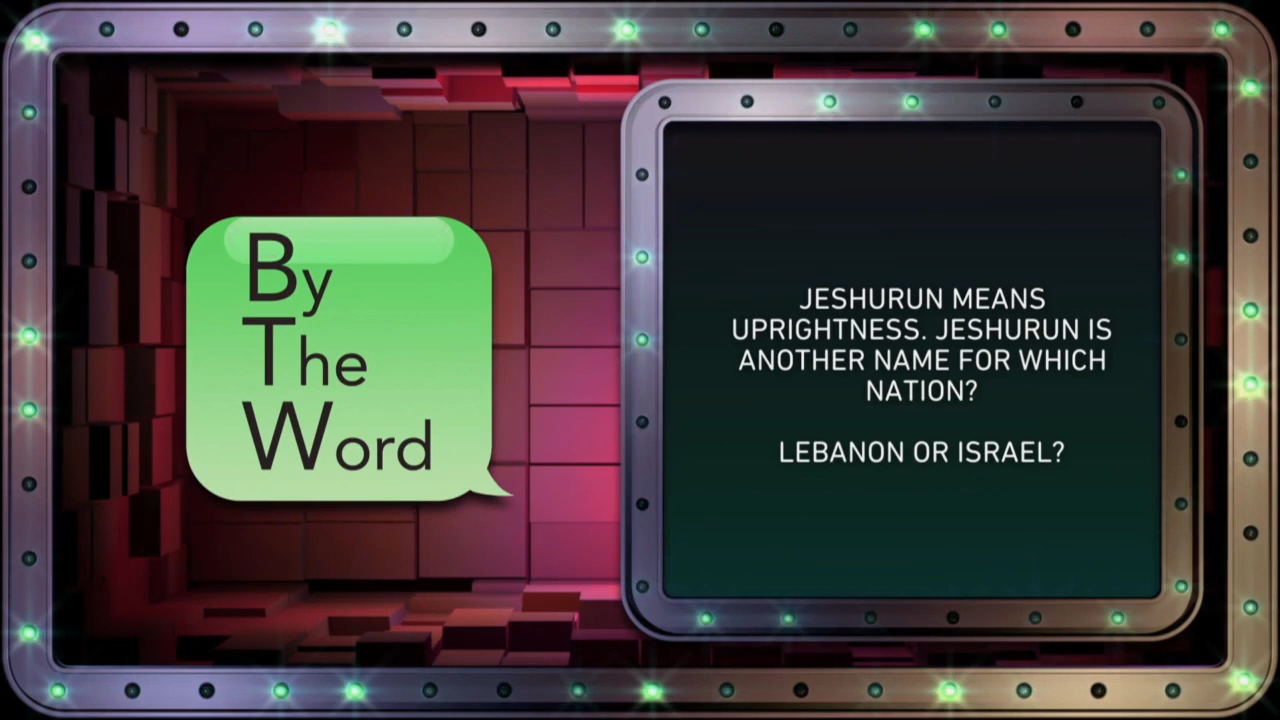 By
The
Word
JESHURUN MEANS
UPRIGHTNESS. JESHURUN IS
ANOTHER NAME FOR WHICH
NATION?
LEBANON OR ISRAEL?